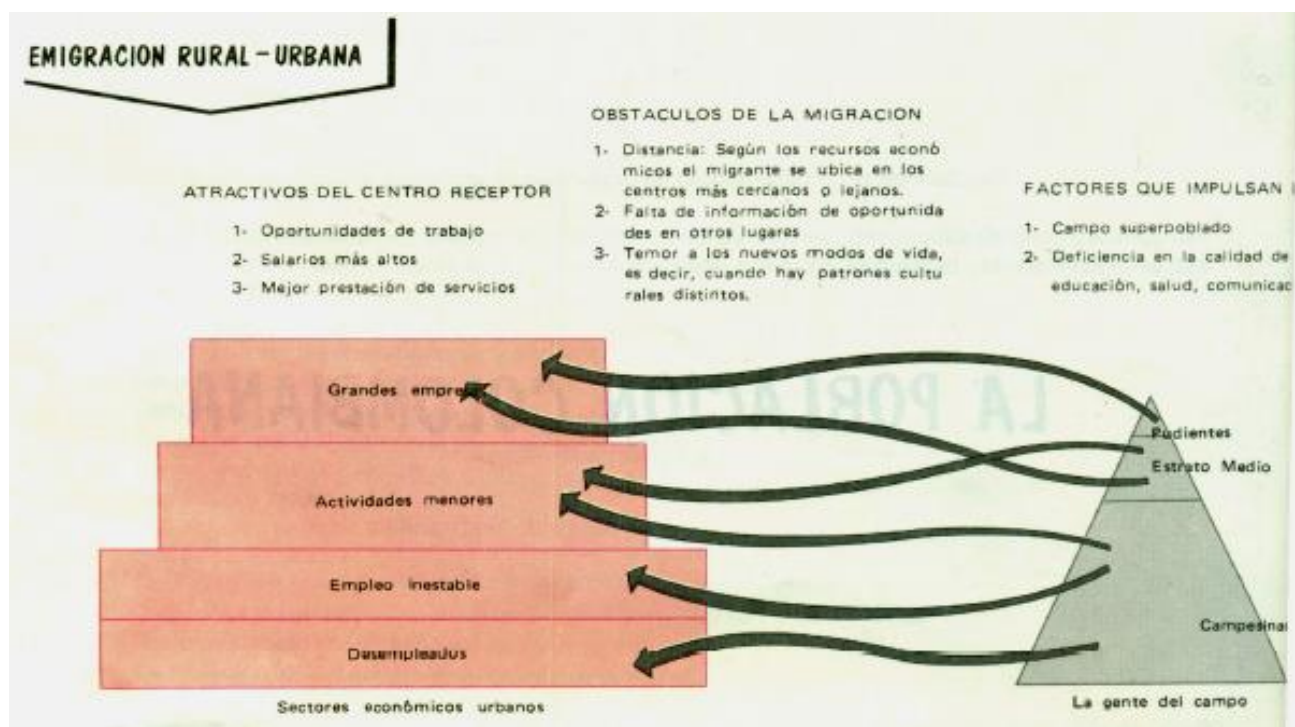 EMIGRACION RURAL-URBANA
OBSTACULOS DE LA MIGRACION
1- Distancia: Según los recursos econó
micos el migrante se ubica en los
centros más cercanos o lejanos.
2- Falta de información de oportunida
des en otros lugares
3- Temor a los nuevos modos de vida,
es decir, cuando hay patrones cultu
rales distintos.
ATRACTIVOS DEL CENTRO RECEPTOR
1- Oportunidades de trabajo
2- Salarios más altos
3- Mejor prestación de servicios
FACTORES QUE IMPULSAN
1- Campo superpoblado
2- Deficiencia en la calidad de
educación, salud, comunicac
Grandes empre
Actividades menores
Empleo inestable
Desempleados
Sectores económicos urbanos
Pudientes
Estrato Medio
Campesina
La gente del campo
LA POBLACION COLOMBIANA